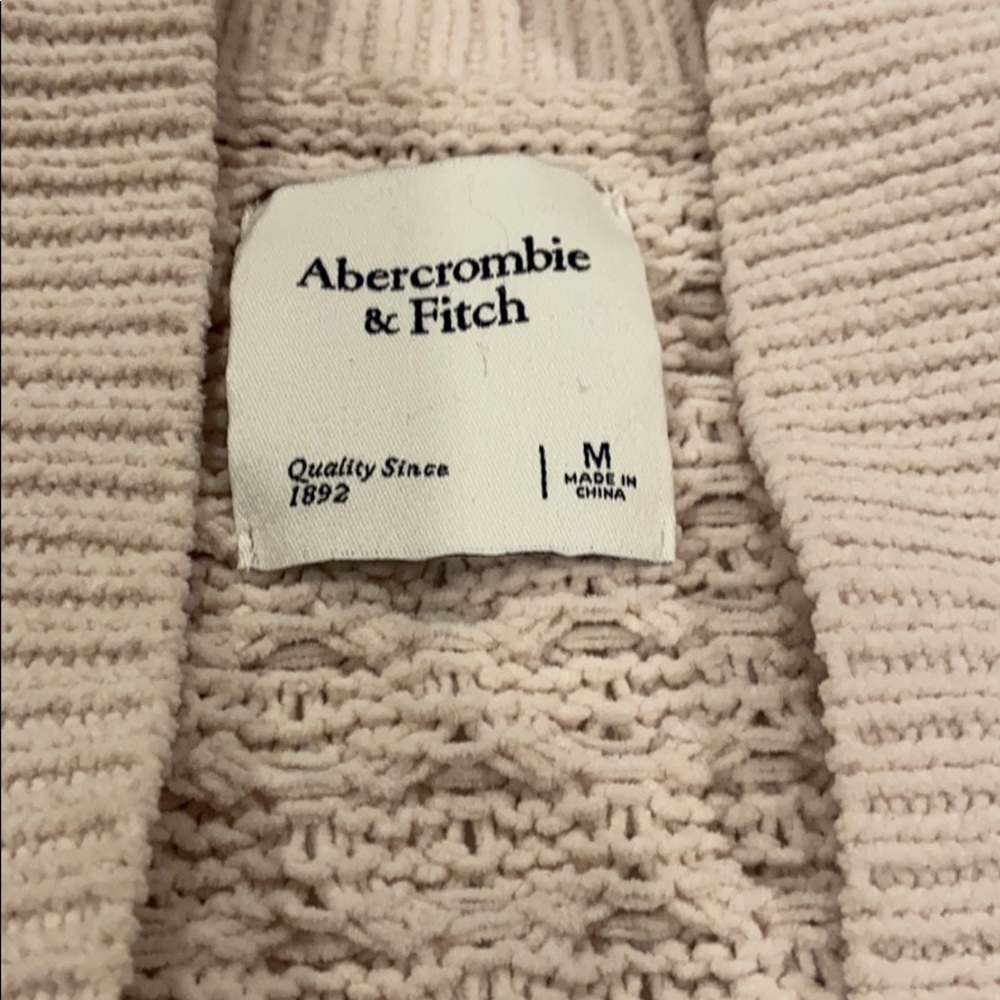 Abercrombie
& Fitch
Quality Since
1892
M
MADE IN
CHINA